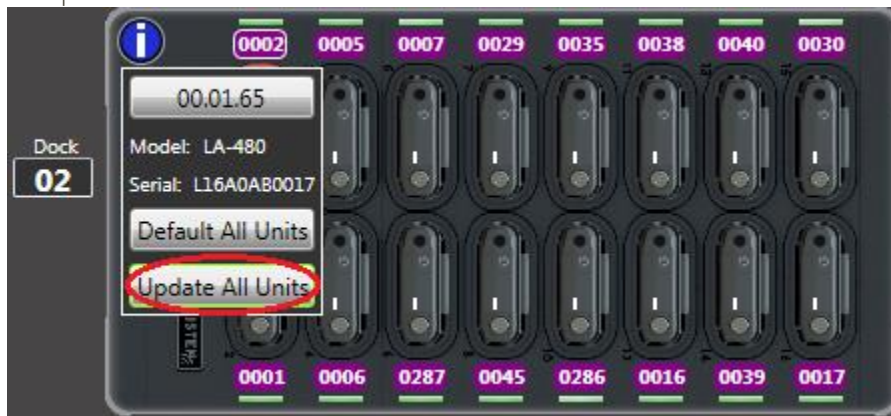 i
0002 0005 0007 0029 0035 0038 0040 0030
00.01.65
Dock
02
Model: LA-480
Serial: L16A0AB0017
Default All Units
Update All Units
0001 0006 0287 0045 0286 0016 0039 0017